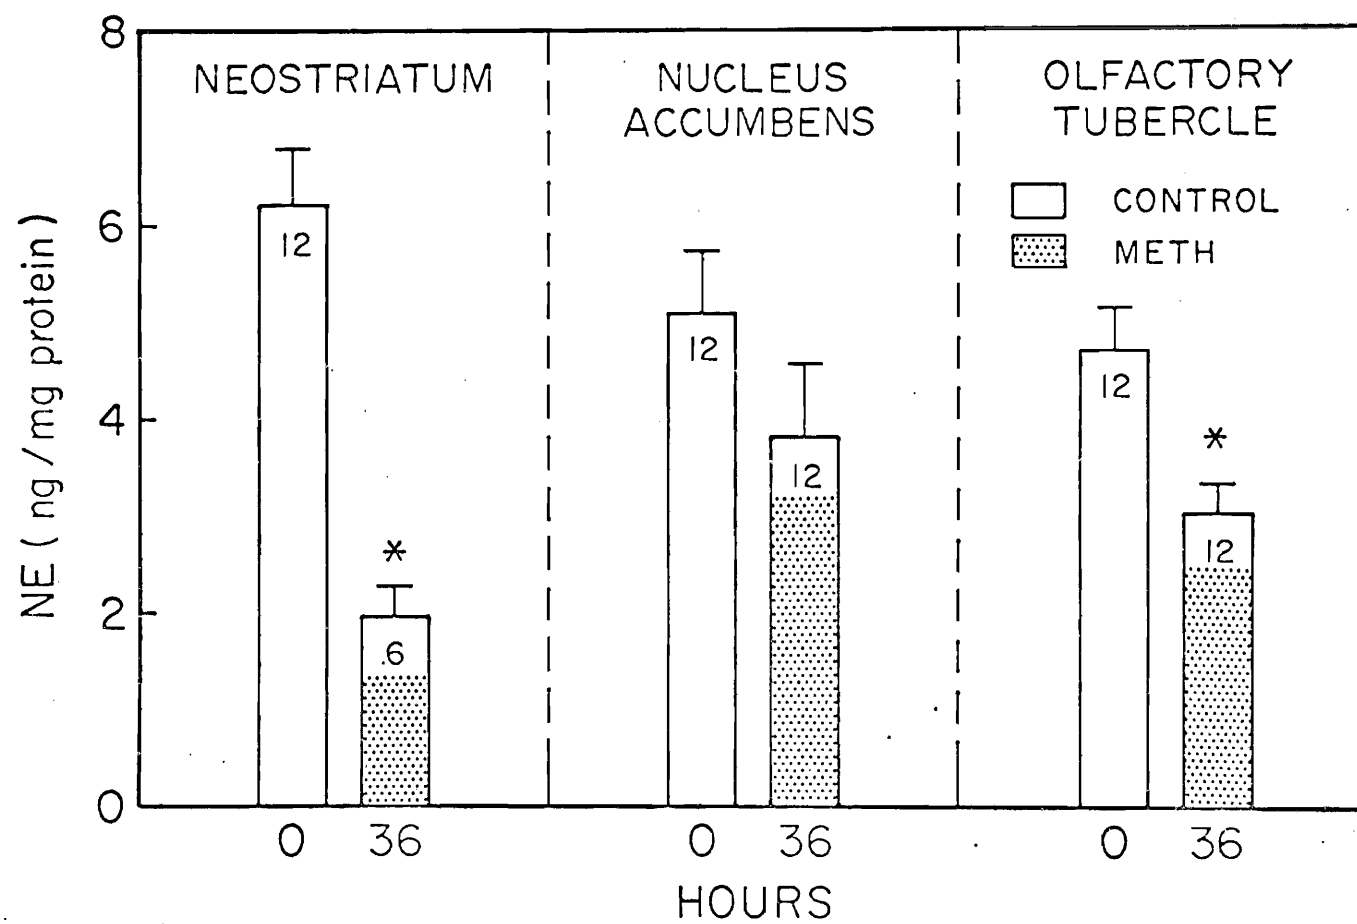 8
6
4
2
0
NE ( ng / mg protein)
NEOSTRIATUM
12
*
.6
0 36
NUCLEUS
ACCUMBENS
12
12
0 36
OLFACTORY
TUBERCLE
CONTROL
METH
12
*
12
0 36
HOURS